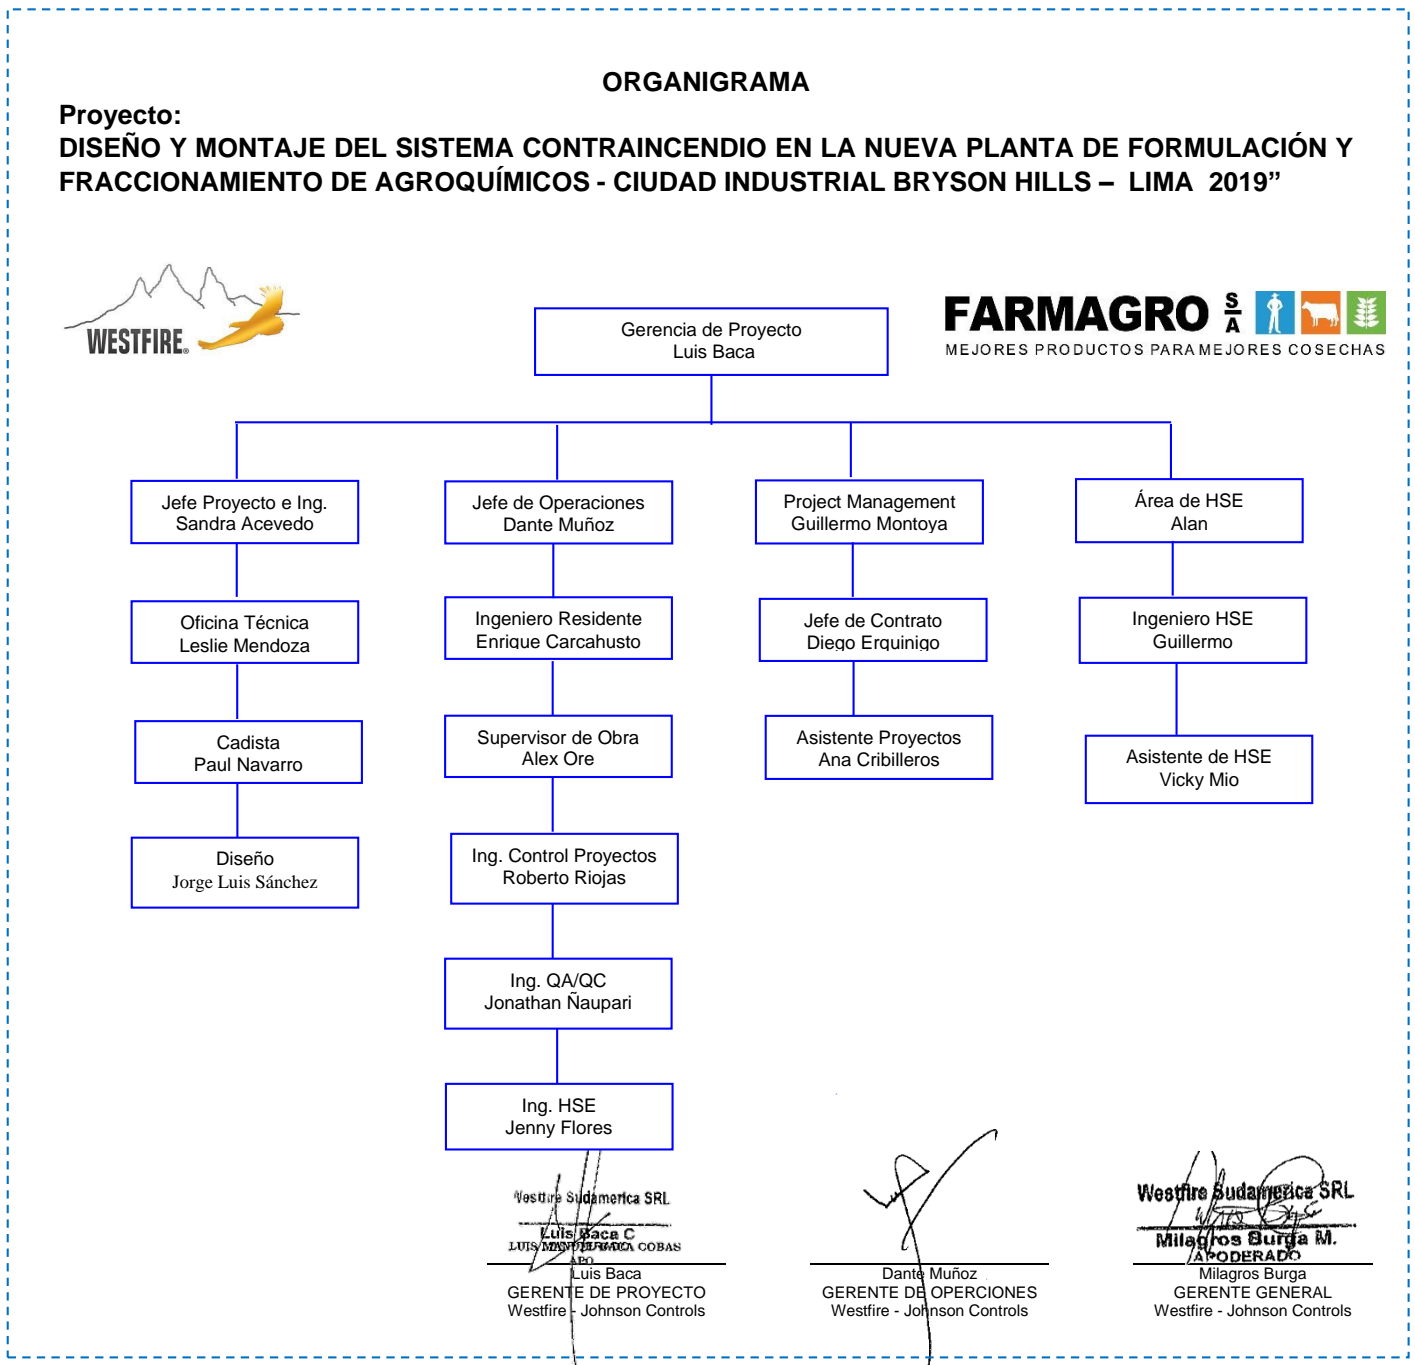 ORGANIGRAMA
Proyecto:
DISEÑO Y MONTAJE DEL SISTEMA CONTRAINCENDIO EN LA NUEVA PLANTA DE FORMULACIÓN Y
FRACCIONAMIENTO DE AGROQUÍMICOS - CIUDAD INDUSTRIAL BRYSON HILLS – LIMA 2019”
WESTFIRE®
FARMAGRO S A
MEJORES PRODUCTOS PARA MEJORES COSECHAS
Gerencia de Proyecto
Luis Baca
Jefe Proyecto e Ing.
Sandra Acevedo
Jefe de Operaciones
Dante Muñoz
Project Management
Guillermo Montoya
Área de HSE
Alan
Oficina Técnica
Leslie Mendoza
Ingeniero Residente
Enrique Carcahusto
Jefe de Contrato
Diego Erquinigo
Ingeniero HSE
Guillermo
Cadista
Paul Navarro
Supervisor de Obra
Alex Ore
Asistente Proyectos
Ana Cribilleros
Asistente de HSE
Vicky Mio
Diseño
Jorge Luis Sánchez
Ing. Control Proyectos
Roberto Riojas
Ing. QA/QC
Jonathan Ñaupari
Ing. HSE
Jenny Flores
Westfire Sudamerica SRL
Luis Baca C
LUIS BACA COBAS
APO
Luis Baca
GERENTE DE PROYECTO
Westfire - Johnson Controls
Dante Muñoz
GERENTE DE OPERCIONES
Westfire - Johnson Controls
Westfire Sudamerica SRL
Milagros Burga M.
APODERADO
Milagros Burga
GERENTE GENERAL
Westfire - Johnson Controls